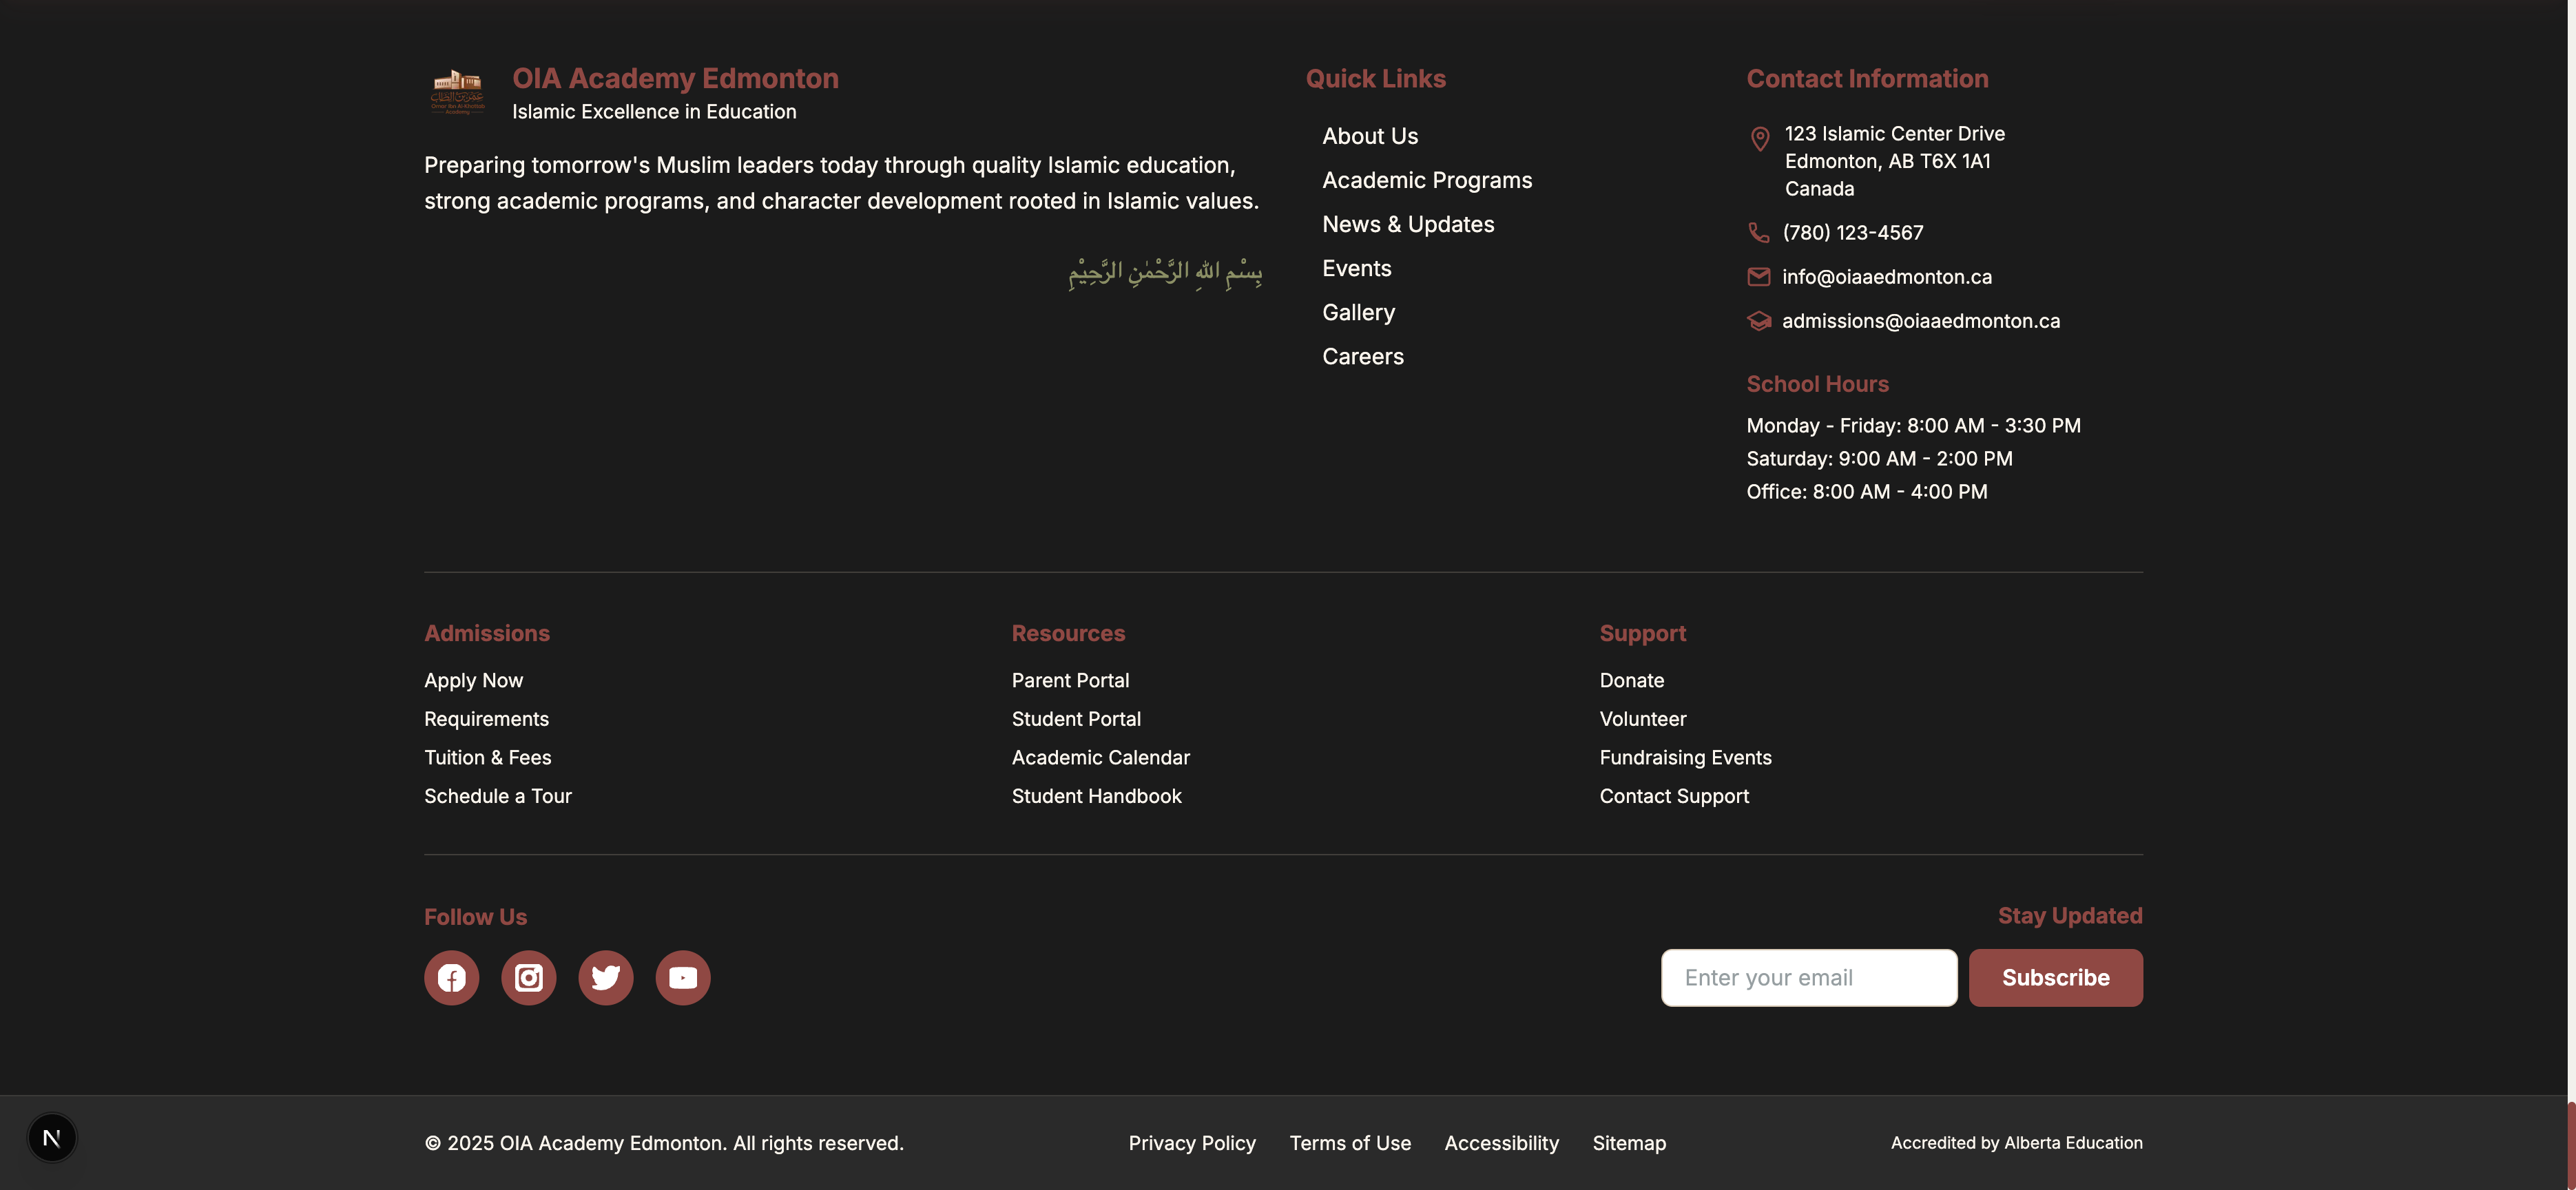 OIA Academy Edmonton
Islamic Excellence in Education
Preparing tomorrow's Muslim leaders today through quality Islamic education,
strong academic programs, and character development rooted in Islamic values.
بِسْمِ اللهِ الرَّحْمٰنِ الرَّحِيْمِ
Quick Links
About Us
Academic Programs
News & Updates
Events
Gallery
Careers
Contact Information
123 Islamic Center Drive
Edmonton, AB T6X 1A1
Canada
(780) 123-4567
info@oiaaedmonton.ca
admissions@oiaaedmonton.ca
School Hours
Monday - Friday: 8:00 AM - 3:30 PM
Saturday: 9:00 AM - 2:00 PM
Office: 8:00 AM - 4:00 PM
Admissions
Apply Now
Requirements
Tuition & Fees
Schedule a Tour
Resources
Parent Portal
Student Portal
Academic Calendar
Student Handbook
Support
Donate
Volunteer
Fundraising Events
Contact Support
Follow Us
Stay Updated
Enter your email
Subscribe
N
© 2025 OIA Academy Edmonton. All rights reserved.
Privacy Policy
Terms of Use
Accessibility
Sitemap
Accredited by Alberta Education